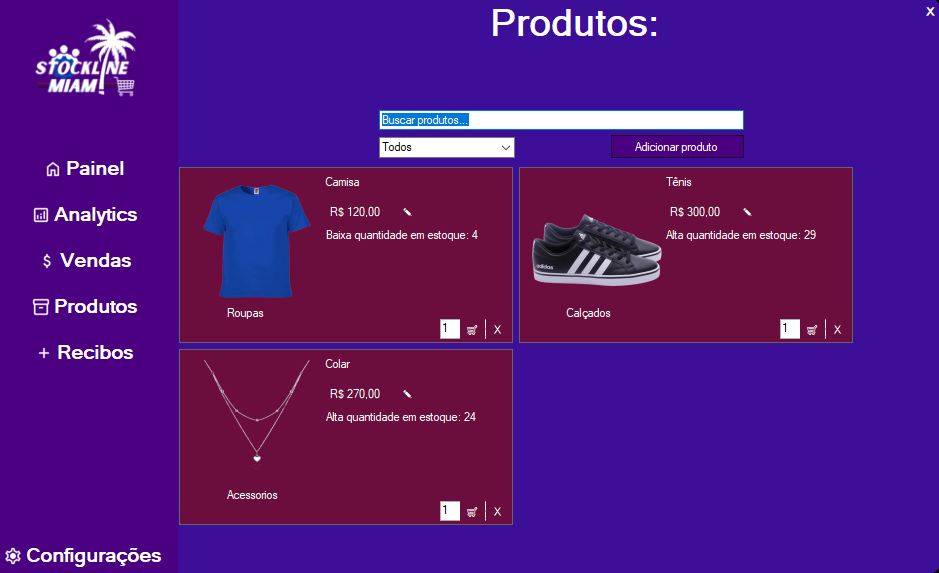 STOCKLINE
MIAMI
Painel
Analytics
Vendas
Produtos
Recibos
Configurações
Produtos:
X
Buscar produtos...
Todos
Adicionar produto
Camisa
R$ 120,00
Baixa quantidade em estoque: 4
Roupas
1
X
Tênis
R$ 300,00
Alta quantidade em estoque: 29
adidas
Calçados
1
X
Colar
R$ 270,00
Alta quantidade em estoque: 24
Acessorios
1
X